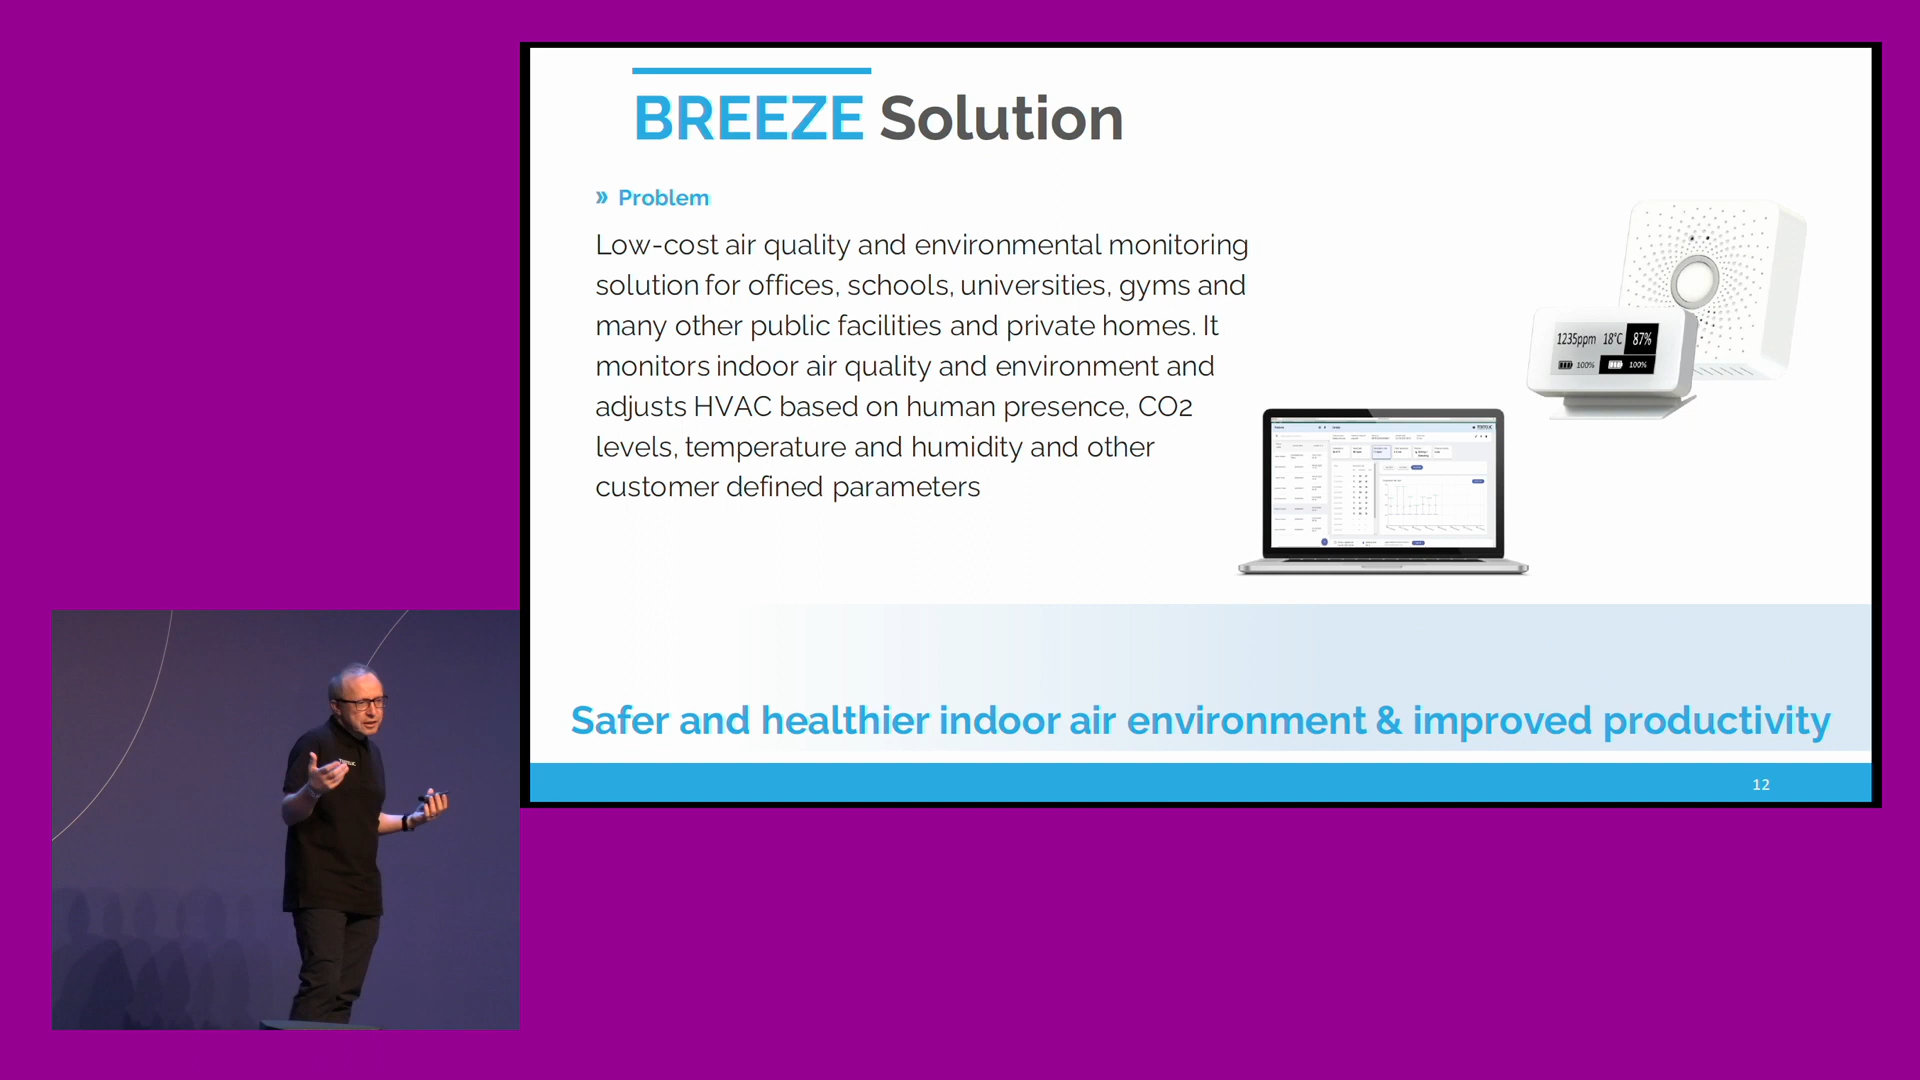 BREEZE Solution
» Problem
Low-cost air quality and environmental monitoring
solution for offices, schools, universities, gyms and
many other public facilities and private homes. It
monitors indoor air quality and environment and
adjusts HVAC based on human presence, CO2
levels, temperature and humidity and other
customer defined parameters
1235ppm 18°C 87%
100% 100%
Safer and healthier indoor air environment & improved productivity
12